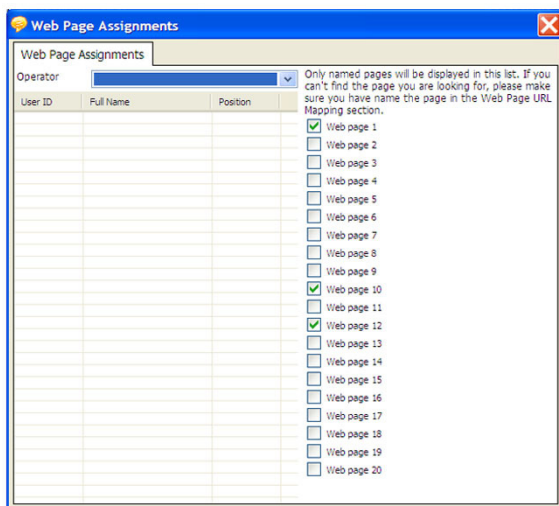 Web Page Assignments
Web Page Assignments
Operator
User ID Full Name Position
Only named pages will be displayed in this list. If you
can't find the page you are looking for, please make
sure you have name the page in the Web Page URL
Mapping section.
Web page 1
Web page 2
Web page 3
Web page 4
Web page 5
Web page 6
Web page 7
Web page 8
Web page 9
Web page 10
Web page 11
Web page 12
Web page 13
Web page 14
Web page 15
Web page 16
Web page 17
Web page 18
Web page 19
Web page 20